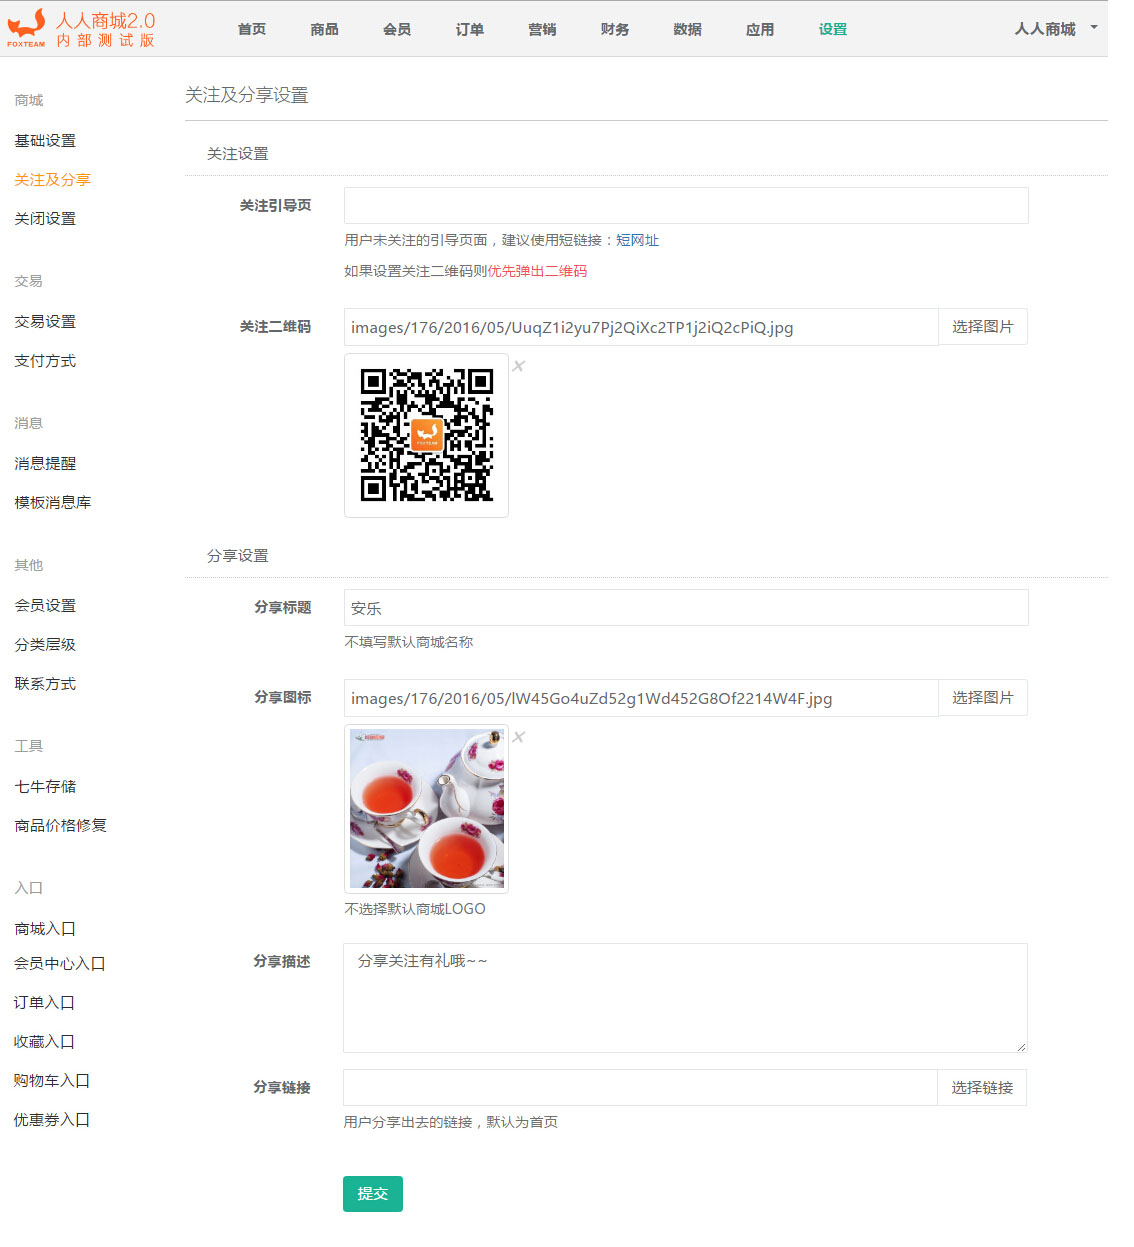 人人商城2.0
FOXTEAM 内部测试版
首页 商品 会员 订单 营销 财务 数据 应用 设置 人人商城
商城
基础设置
关注及分享
关闭设置
交易
交易设置
支付方式
消息
消息提醒
模板消息库
其他
会员设置
分类层级
联系方式
工具
七牛存储
商品价格修复
入口
商城入口
会员中心入口
订单入口
收藏入口
购物车入口
优惠券入口
关注及分享设置
关注设置
关注引导页
用户未关注的引导页面，建议使用短链接：短网址
如果设置关注二维码则优先弹出二维码
关注二维码 images/176/2016/05/UuqZ1i2yu7Pj2QiXc2TP1j2iQ2cPiQ.jpg 选择图片
FOXTEAM
分享设置
分享标题 安乐
不填写默认商城名称
分享图标 images/176/2016/05/lW45Go4uZd52g1Wd452G8Of2214W4F.jpg 选择图片
不选择默认商城LOGO
分享描述 分享关注有礼哦~~
分享链接 选择链接
用户分享出去的链接，默认为首页
提交